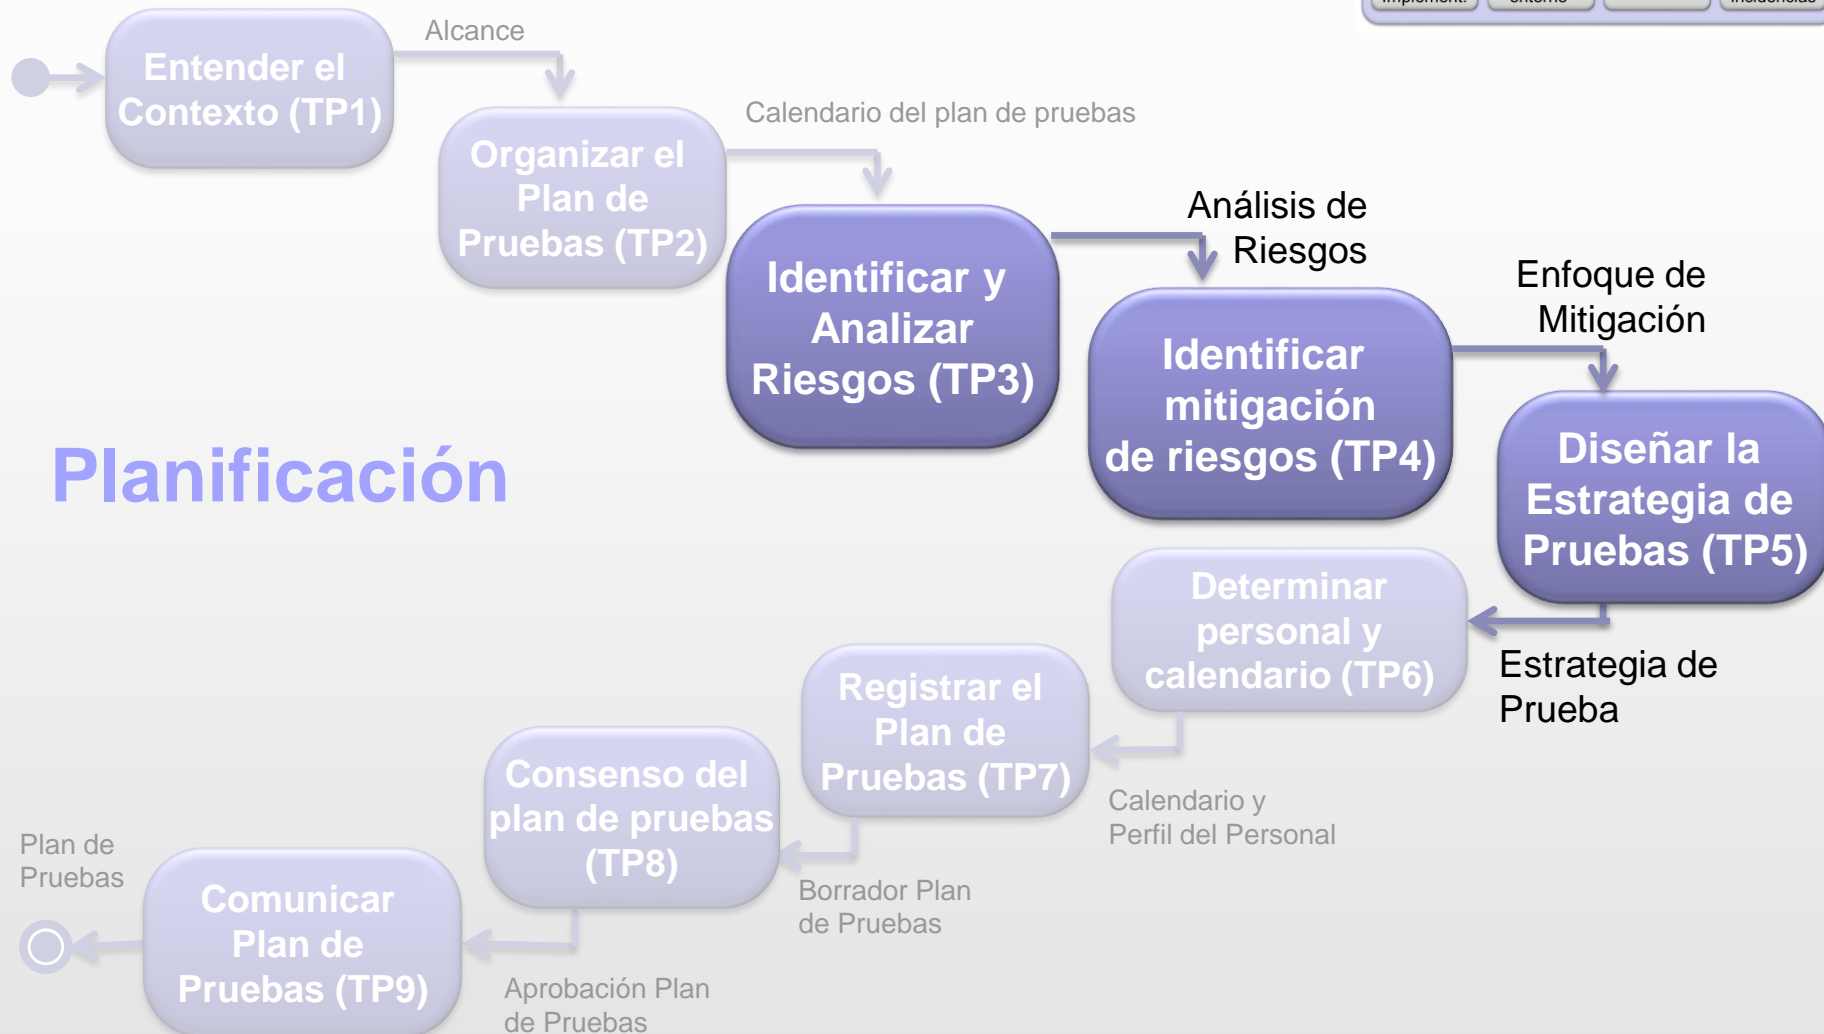 Implement.
entorno
incidencias
Alcance
Entender el
Contexto (TP1)
Calendario del plan de pruebas
Organizar el
Plan de
Pruebas (TP2)
Análisis de
Riesgos
Identificar y
Analizar
Riesgos (TP3)
Enfoque de
Mitigación
Identificar
mitigación
de riesgos (TP4)
Planificación
Diseñar la
Estrategia de
Pruebas (TP5)
Determinar
personal y
calendario (TP6)
Estrategia de
Prueba
Registrar el
Plan de
Pruebas (TP7)
Calendario y
Perfil del Personal
Consenso del
plan de pruebas
(TP8)
Borrador Plan
de Pruebas
Plan de
Pruebas
Comunicar
Plan de
Pruebas (TP9)
Aprobación Plan
de Pruebas